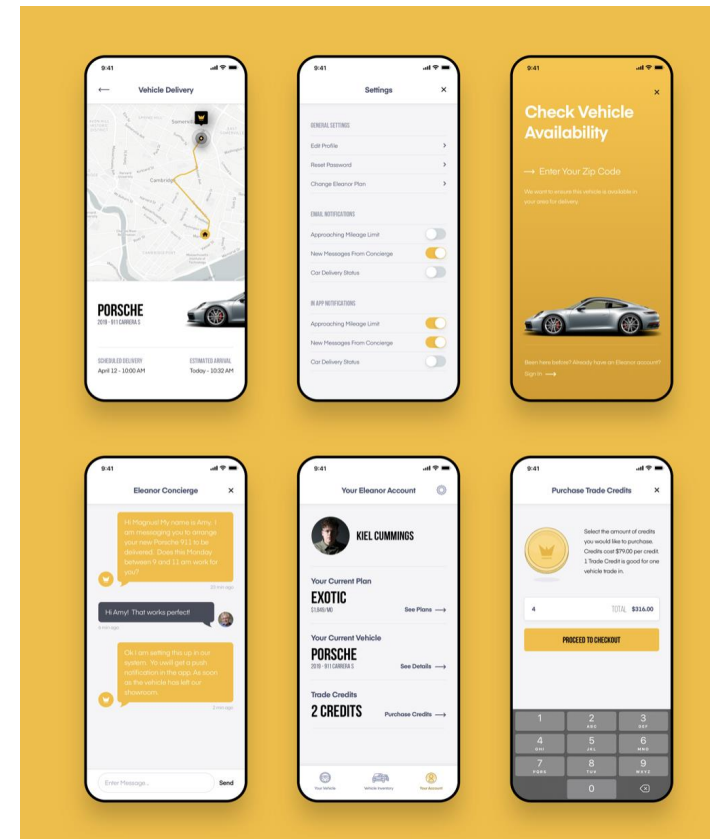 9:41
Vehicle Delivery
Somerville
Cambridge
PORSCHE
2019 - 911 CARRERA S
SCHEDULED DELIVERY
ESTIMATED ARRIVAL
April 12 - 10:00 AM
Today - 10:32 AM
9:41
Settings
GENERAL SETTINGS
Edit Profile
Reset Password
Change Eleanor Plan
EMAIL NOTIFICATIONS
Approaching Mileage Limit
New Messages From Concierge
Car Delivery Status
IN APP NOTIFICATIONS
Approaching Mileage Limit
New Messages From Concierge
Car Delivery Status
9:41
Check Vehicle
Availability
Enter Your Zip Code
We want to ensure this vehicle is available in
your area for delivery
Been here before? Already have an Eleanor account?
Sign In
9:41
Eleanor Concierge
Hi Magnus! My name is Amy, I
am messaging you to arrange
your new Porsche 911 to be
delivered. Does this Monday
between 9 and 11 am work for
you?
Hi Amy! That works perfect!
Ok I am setting this up in our
system. Yo uwill get a push
notification in the app. As soon
as the vehicle has left our
showroom
2 min ago
Enter Message...
Send
9:41
Your Eleanor Account
KIEL CUMMINGS
Your Current Plan
EXOTIC
See Plans
Your Current Vehicle
PORSCHE
2019 - 911 CARRERA S
See Details
Trade Credits
2 CREDITS
Purchase Credits
Your Vehicle
Vehicle Inventory
Your Account
9:41
Purchase Trade Credits
Select the amount of credits
you would like to purchase.
Credits cost $79.00 per credit.
1 Trade Credit is good for one
vehicle trade in.
4
TOTAL $316.00
PROCEED TO CHECKOUT
1
2
ABC
3
DEF
4
GHI
5
JKL
6
MNO
7
PQRS
8
TUV
9
WXYZ
0